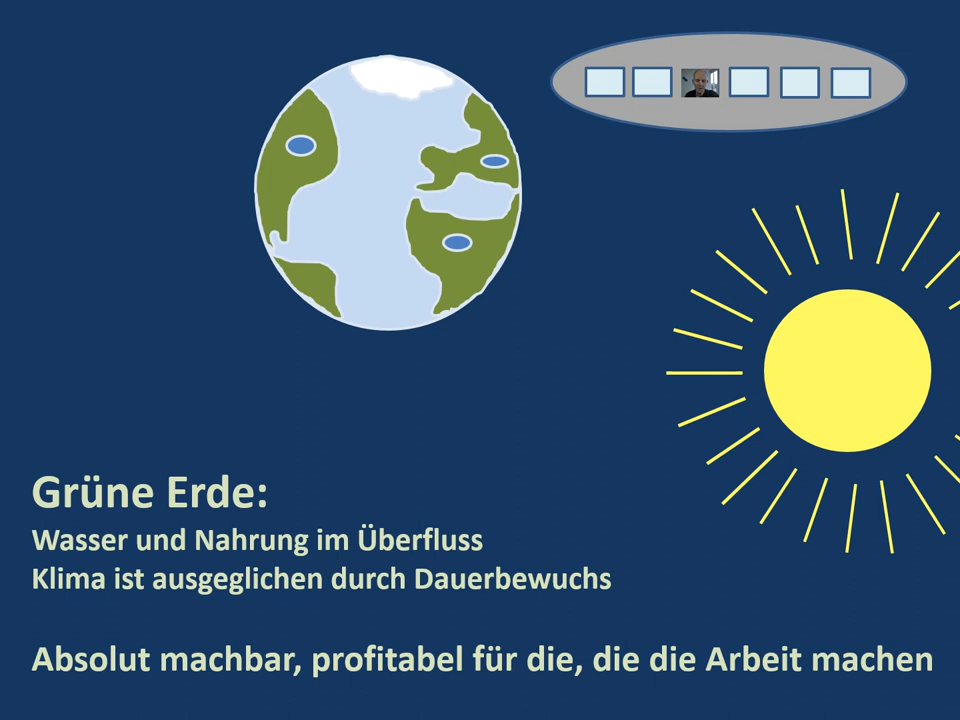 Grüne Erde:
Wasser und Nahrung im Überfluss
Klima ist ausgeglichen durch Dauerbewuchs
Absolut machbar, profitabel für die, die die Arbeit machen